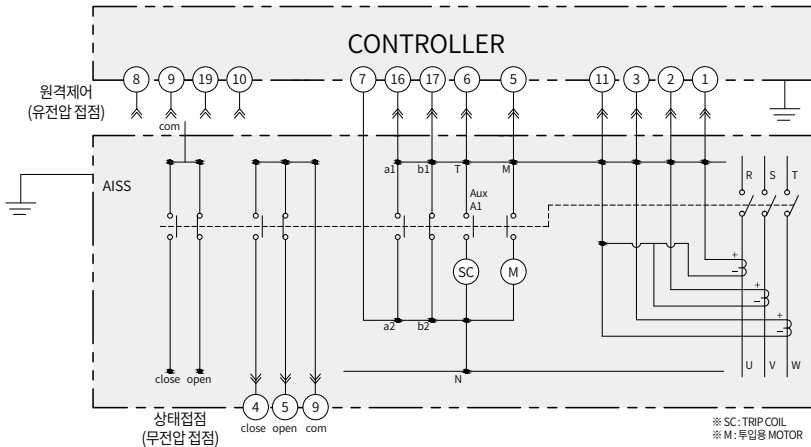 CONTROLLER
8 9 19 10 7 16 17 6 5 11 3 2 1
원격제어
(유전압 접점)
com
AISS
a1 b1 T M
R S T
Aux
A1
+
−
SC M
+
−
+
−
a2 b2
U V W
close open
N
4 5 9
상태접점
close open com
(무전압 접점)
※ SC : TRIP COIL
※ M : 투입용 MOTOR